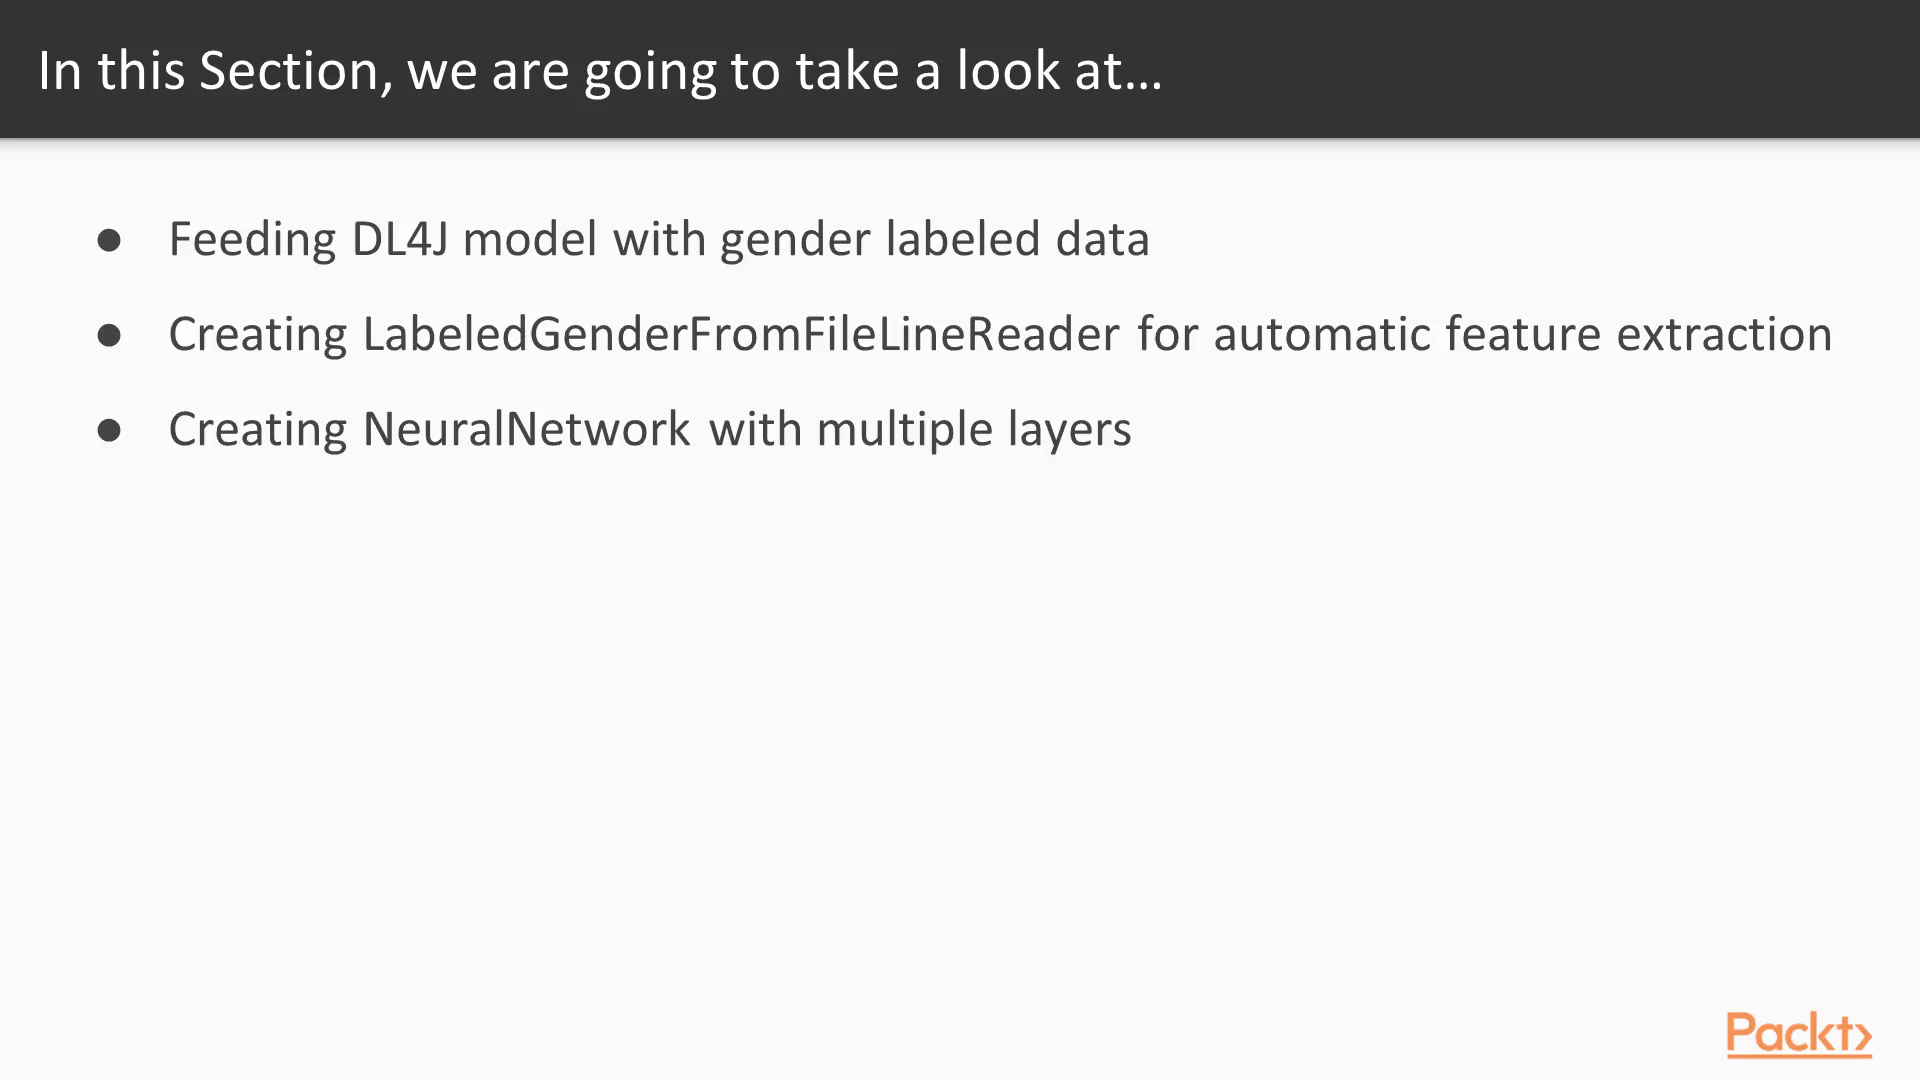 In this Section, we are going to take a look at...
● Feeding DL4J model with gender labeled data
● Creating LabeledGenderFromFileLineReader for automatic feature extraction
● Creating NeuralNetwork with multiple layers
Packt>